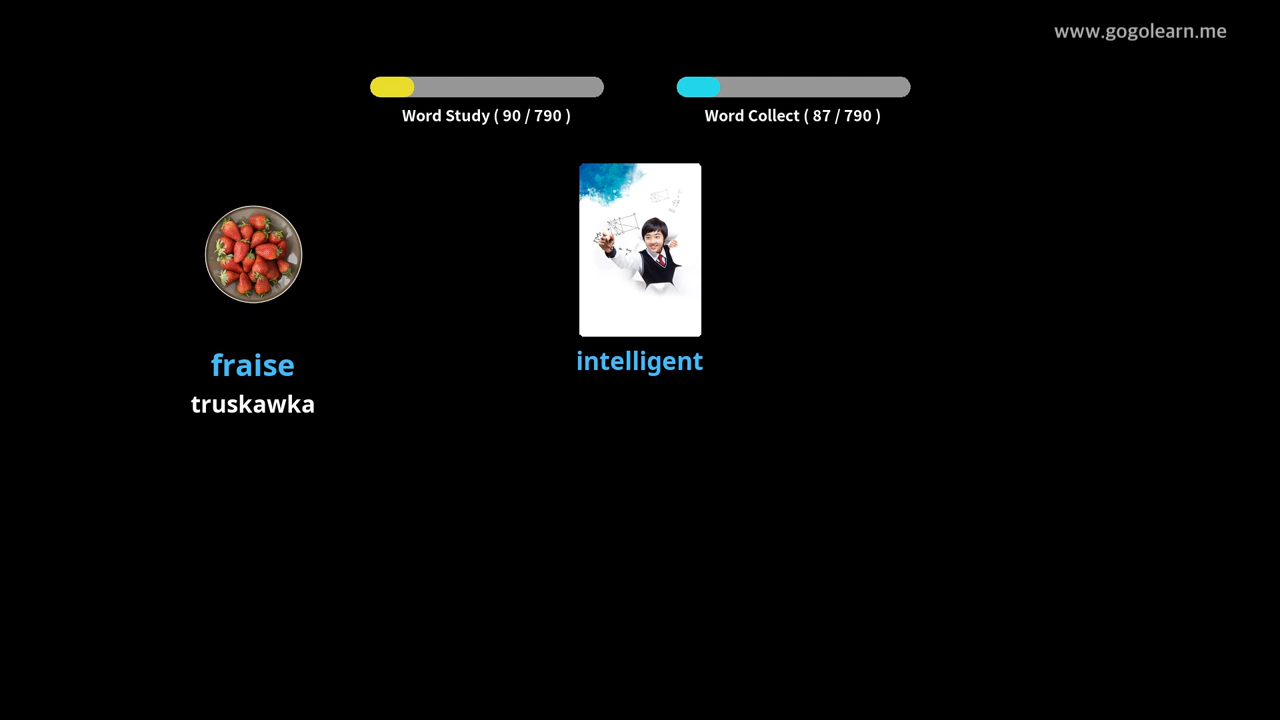 www.gogolearn.me
Word Study ( 90 / 790 )
Word Collect ( 87 / 790 )
fraise
truskawka
intelligent